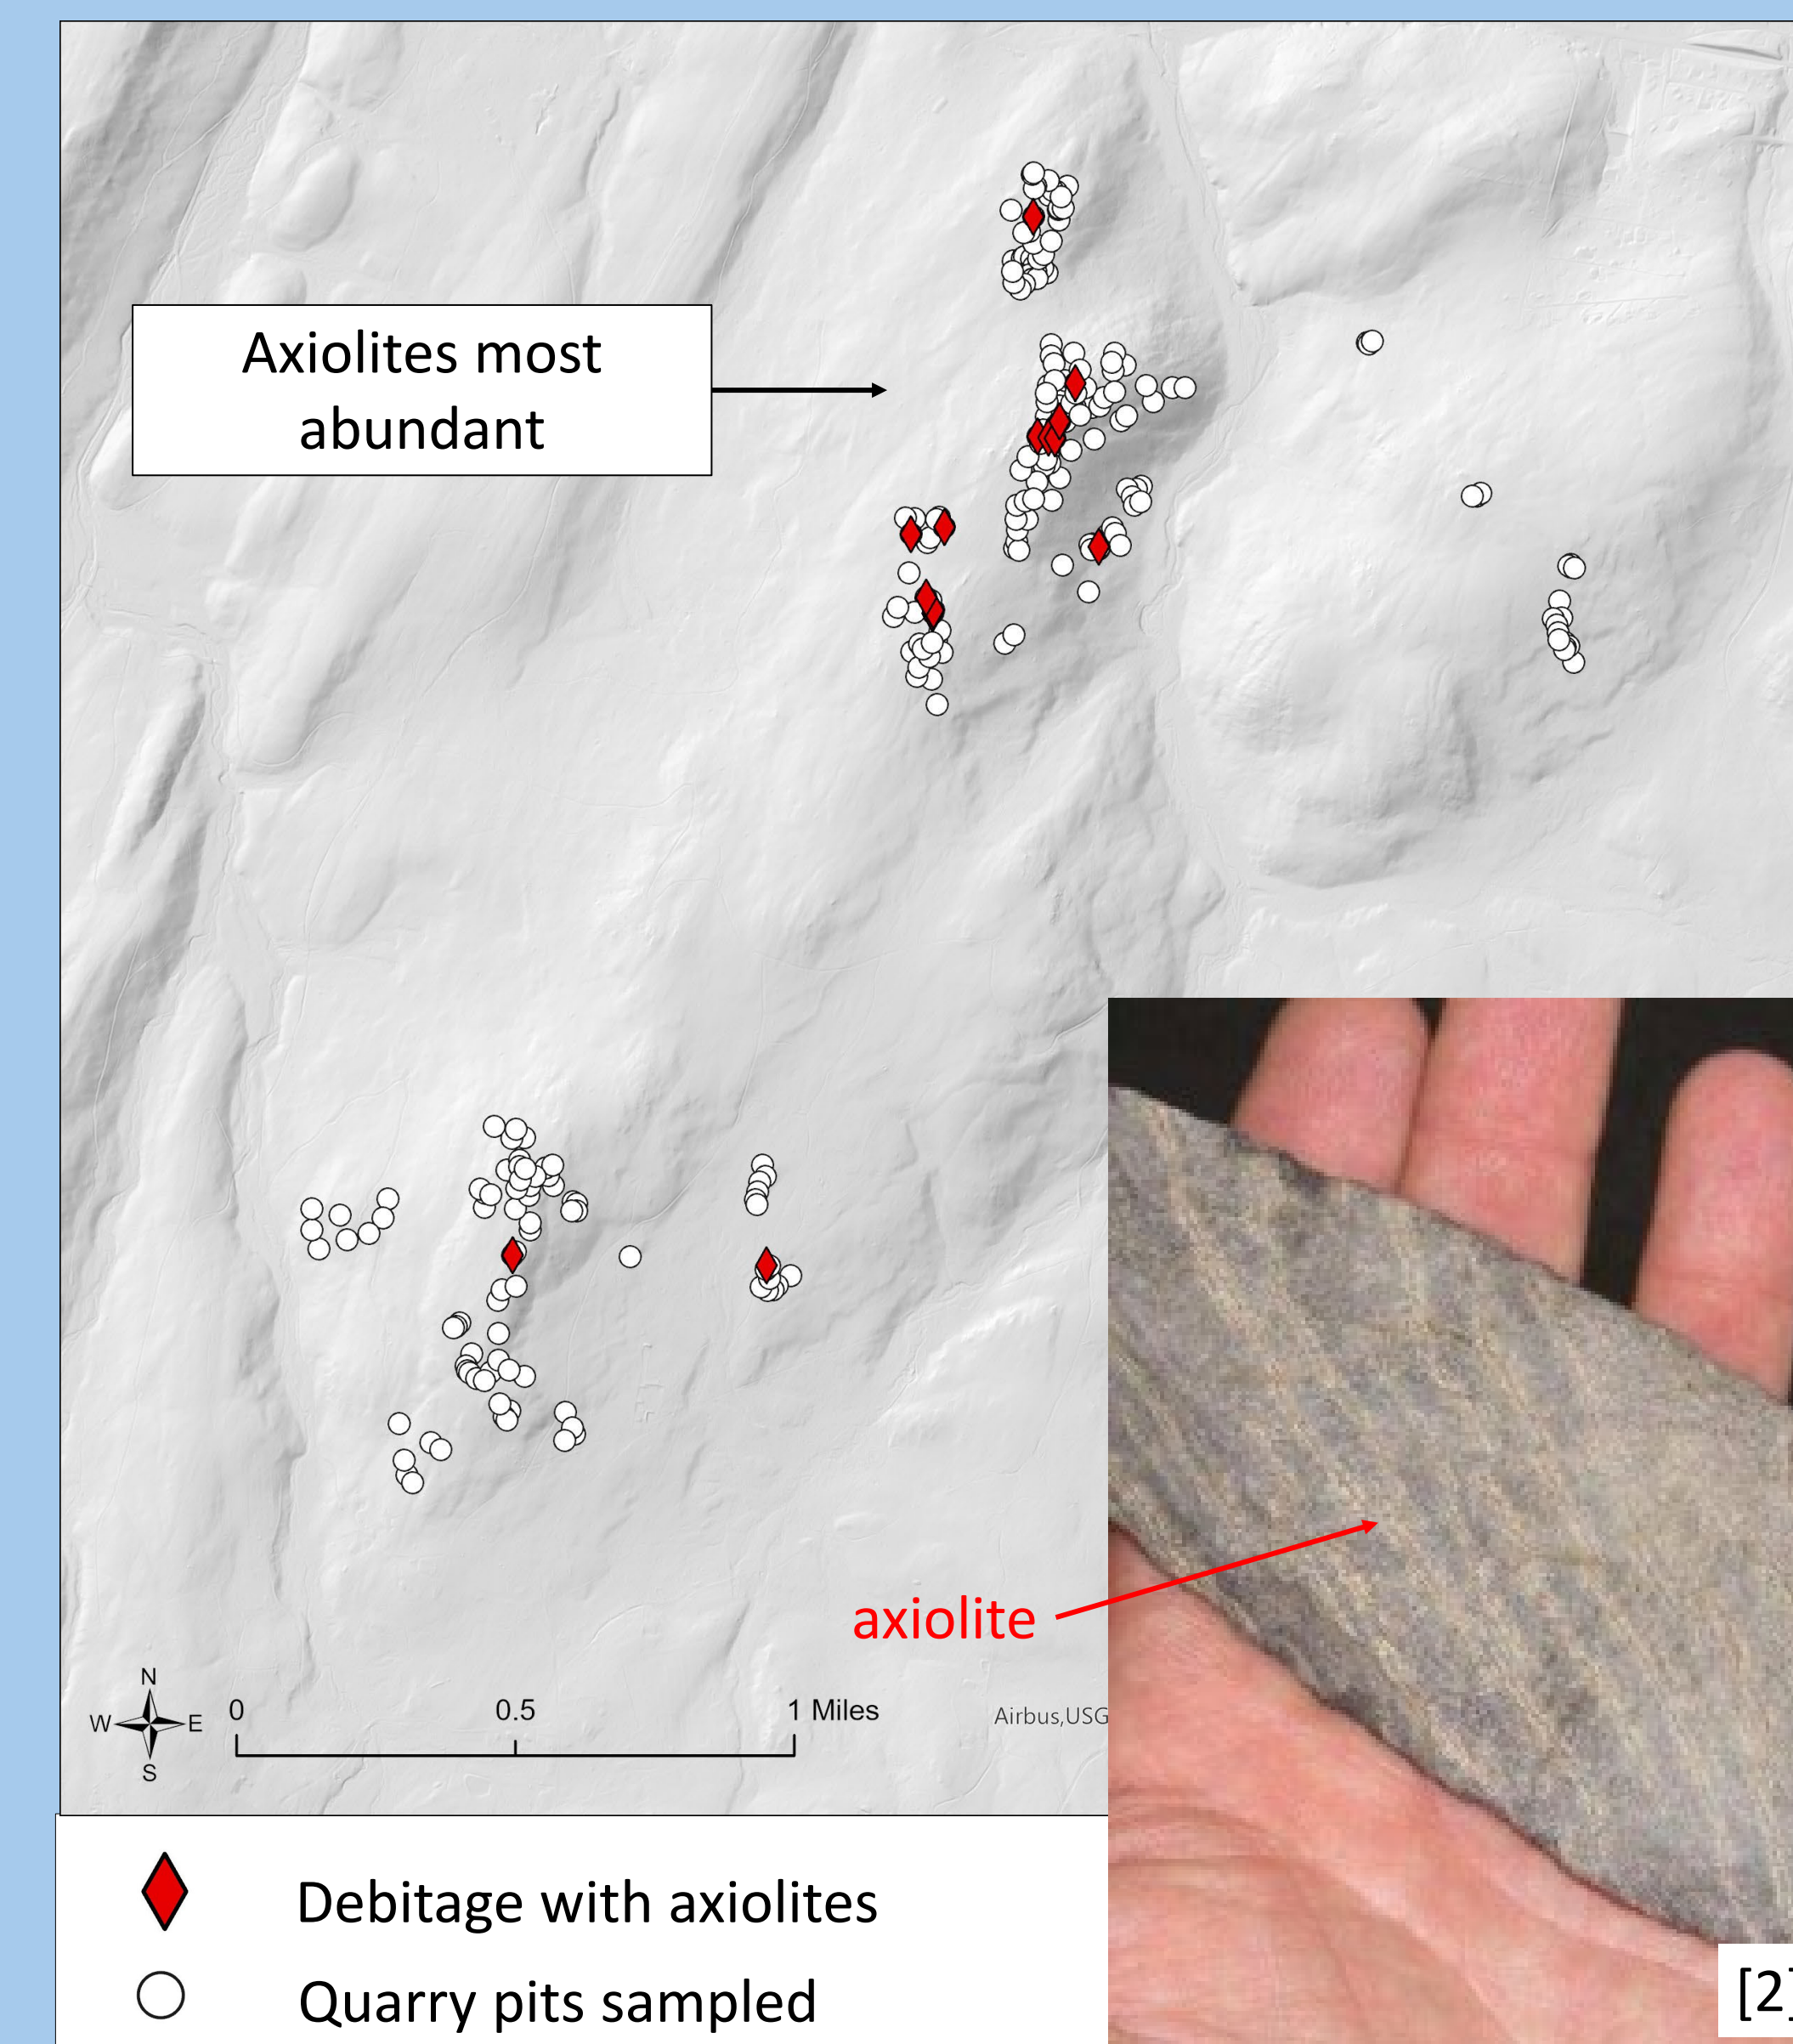 Axiolites most
abundant
axiolite
N
W E
S
0 0.5 1 Miles
Airbus,USG
Debitage with axiolites
Quarry pits sampled
[2]